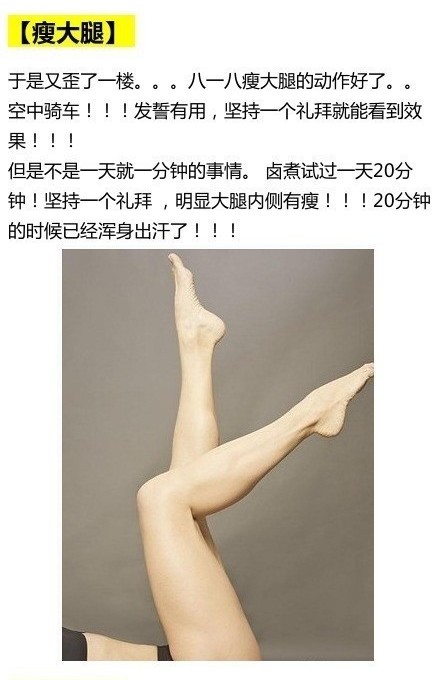 【瘦大腿】
于是又歪了一楼。。。八一八瘦大腿的动作好了。。
空中骑车！！！发誓有用，坚持一个礼拜就能看到效
果！！！
但是不是一天就一分钟的事情。 卤煮试过一天20分
钟！坚持一个礼拜 ，明显大腿内侧有瘦！！！20分钟
的时候已经浑身出汗了！！！